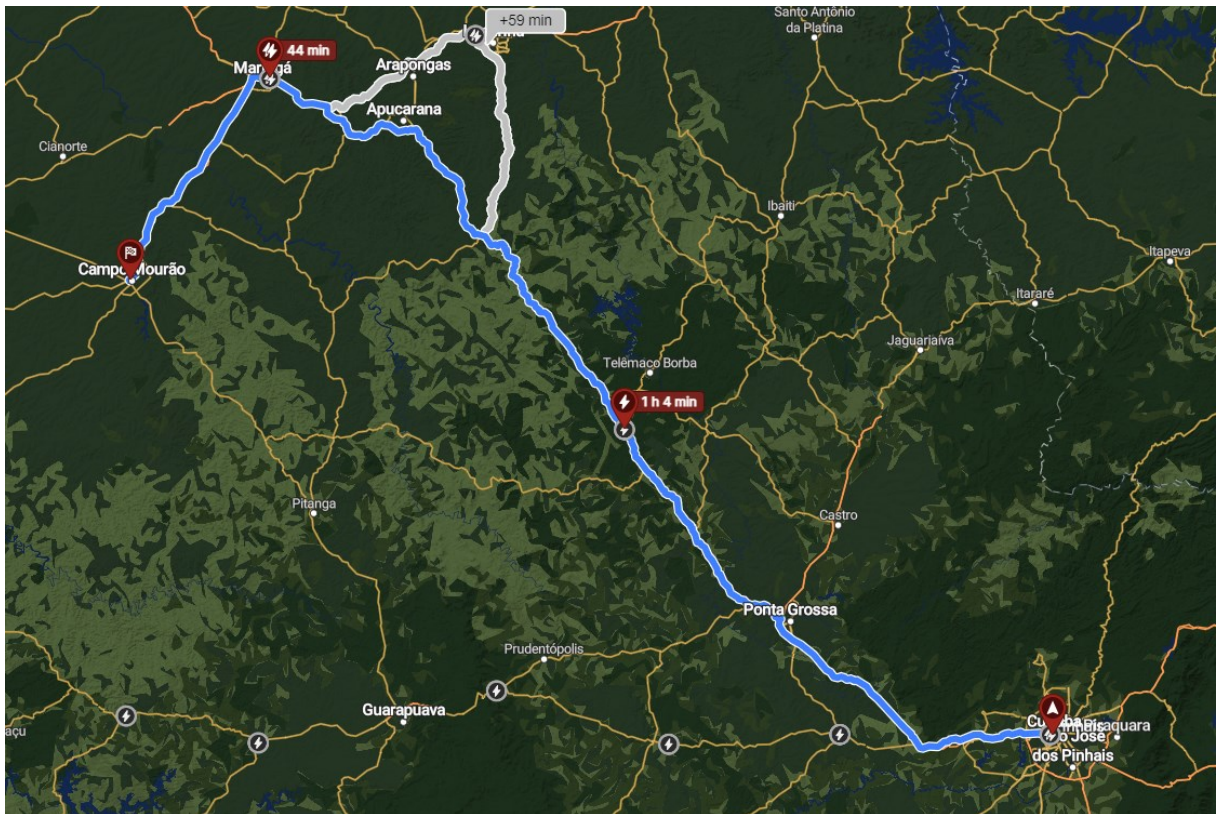 +59 min
Santo Antônio
da Platina
44 min
Arapongas
Apucarana
Cianorte
Ibaiti
Itapeva
Campo Mourão
Itararé
Jaguariaíva
Telêmaco Borba
1 h 4 min
Pitanga
Castro
Ponta Grossa
Prudentópolis
Guarapuava
dos Pinhais